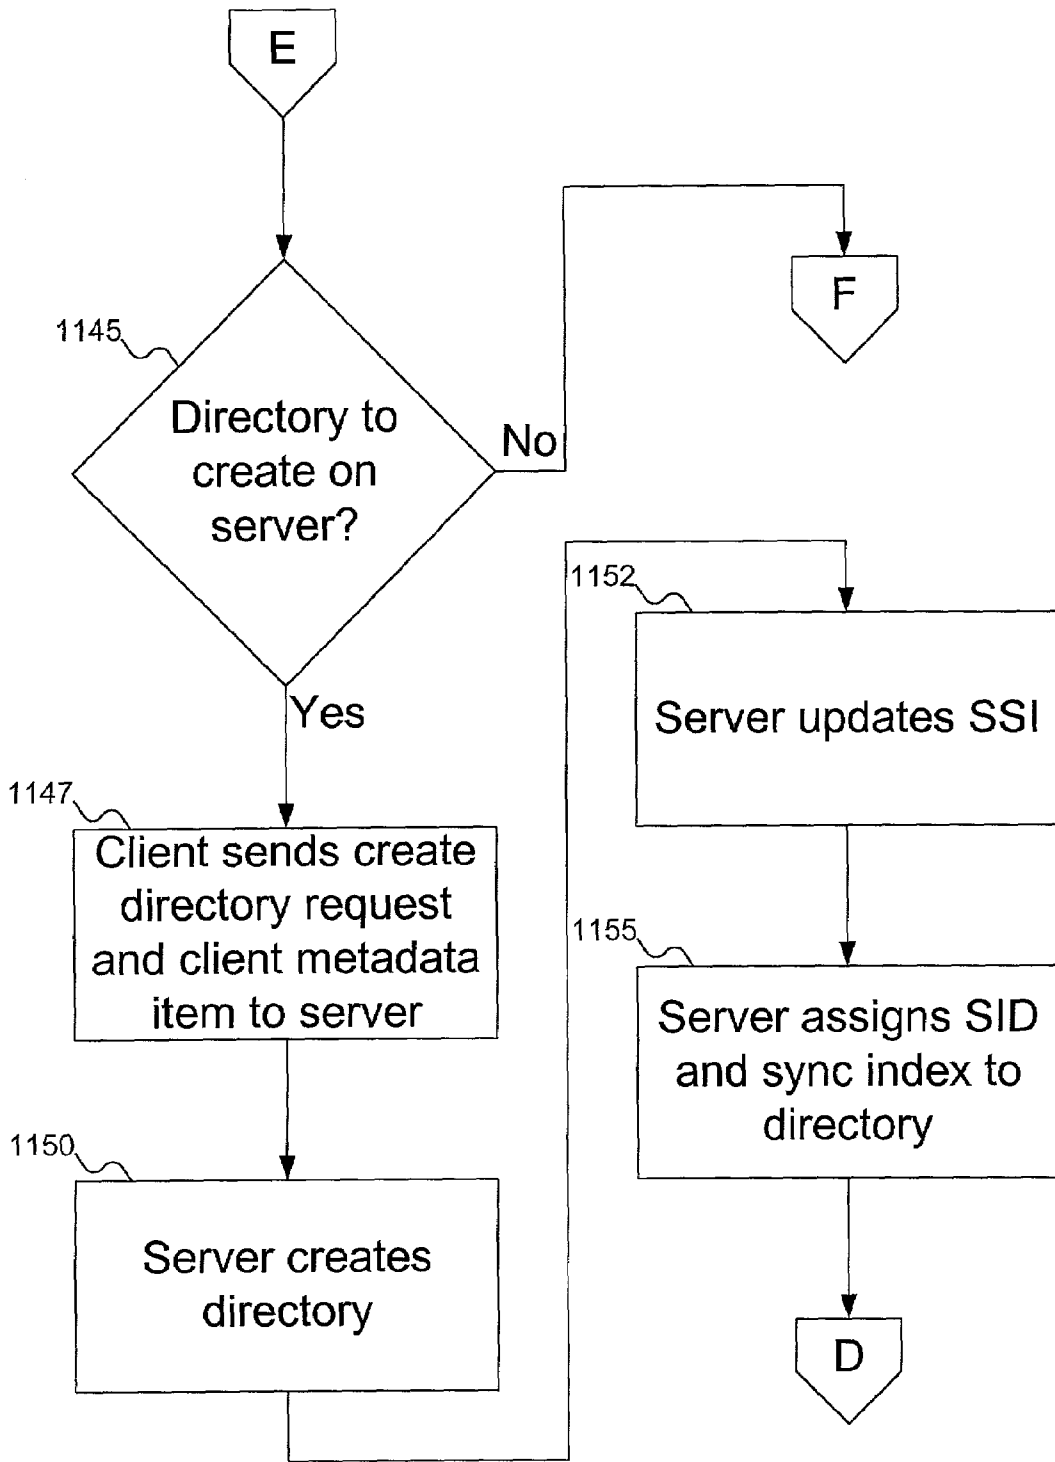 E
F
1145
Directory to
create on
server?
No
Yes
1147
Client sends create
directory request
and client metadata
item to server
1150
Server creates
directory
1152
Server updates SSI
1155
Server assigns SID
and sync index to
directory
D